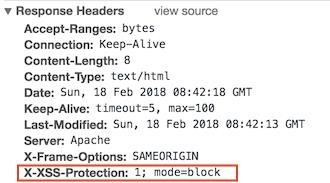 ▼ Response Headers view source
Accept-Ranges: bytes
Connection: Keep-Alive
Content-Length: 8
Content-Type: text/html
Date: Sun, 18 Feb 2018 08:42:18 GMT
Keep-Alive: timeout=5, max=100
Last-Modified: Sun, 18 Feb 2018 08:42:13 GMT
Server: Apache
X-Frame-Options: SAMEORIGIN
X-XSS-Protection: 1; mode=block